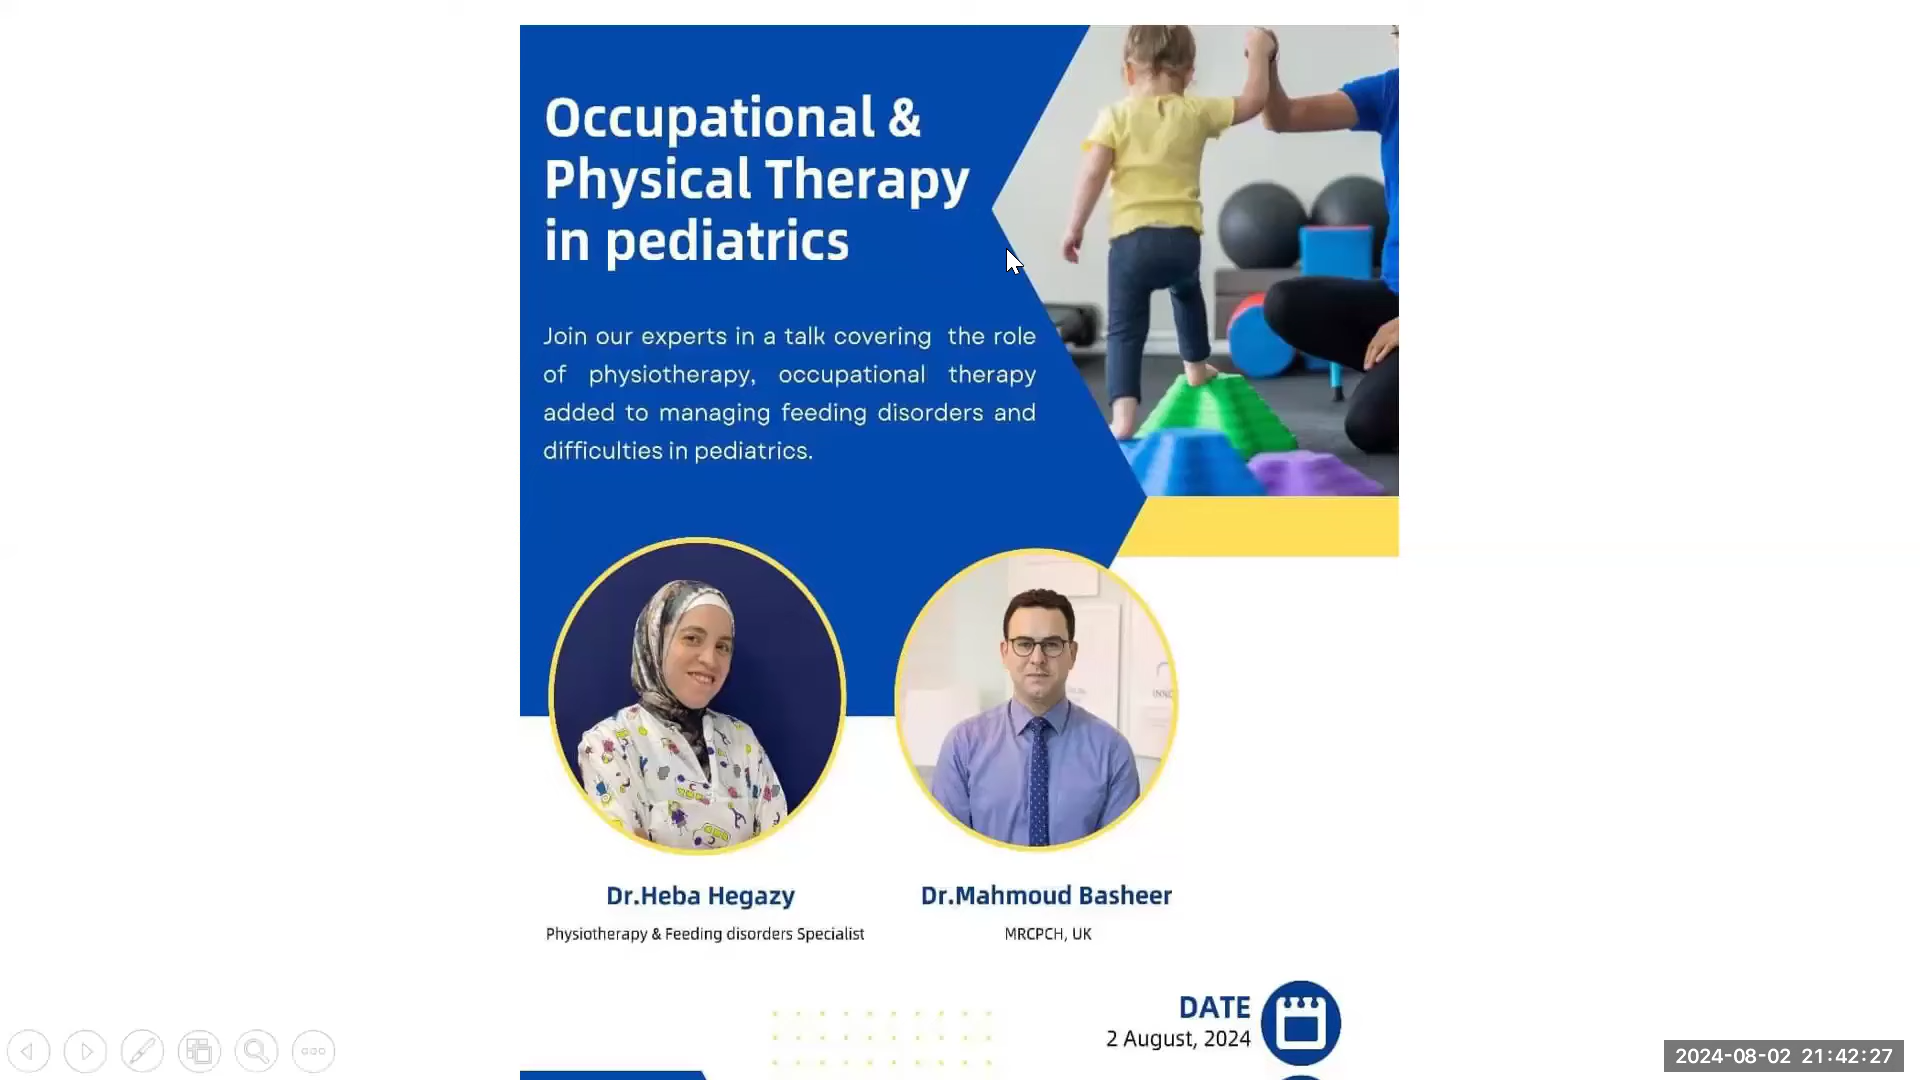 Occupational &
Physical Therapy
in pediatrics
Join our experts in a talk covering the role
of physiotherapy, occupational therapy
added to managing feeding disorders and
difficulties in pediatrics.
Dr.Heba Hegazy
Physiotherapy & Feeding disorders Specialist
Dr.Mahmoud Basheer
MRCPCH, UK
DATE
2 August, 2024
2024-08-02 21:42:27